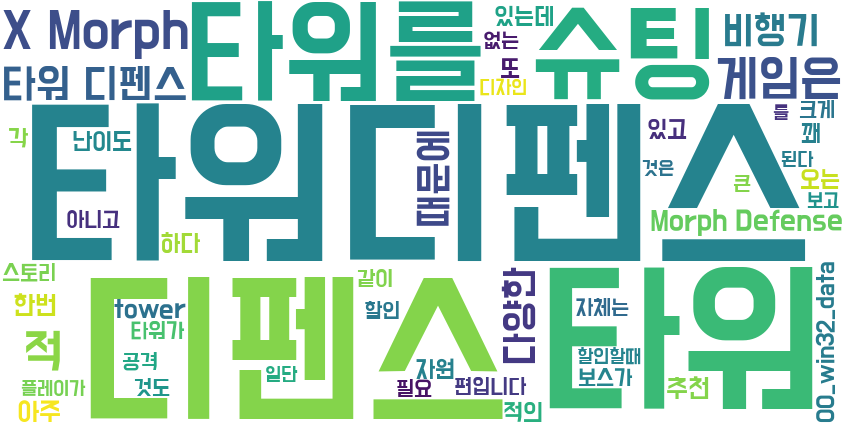 X Morph
타워를
있는데
없는
또
디자인
슈팅
비행기
타워 디펜스
게임은
들
크게
꽤
각
난이도
타워디펜스
때문에
있고
것은
된다
큰
오는
보고
아니고
하다
Morph Defense
스토리
한번
tower
타워가
같이
할인
디펜스
다양한
타워
자체는
00_win32_data
적
공격
일단
자원
할인할때
보스가
플레이가
것도
필요
편입니다
추천
아주
적의